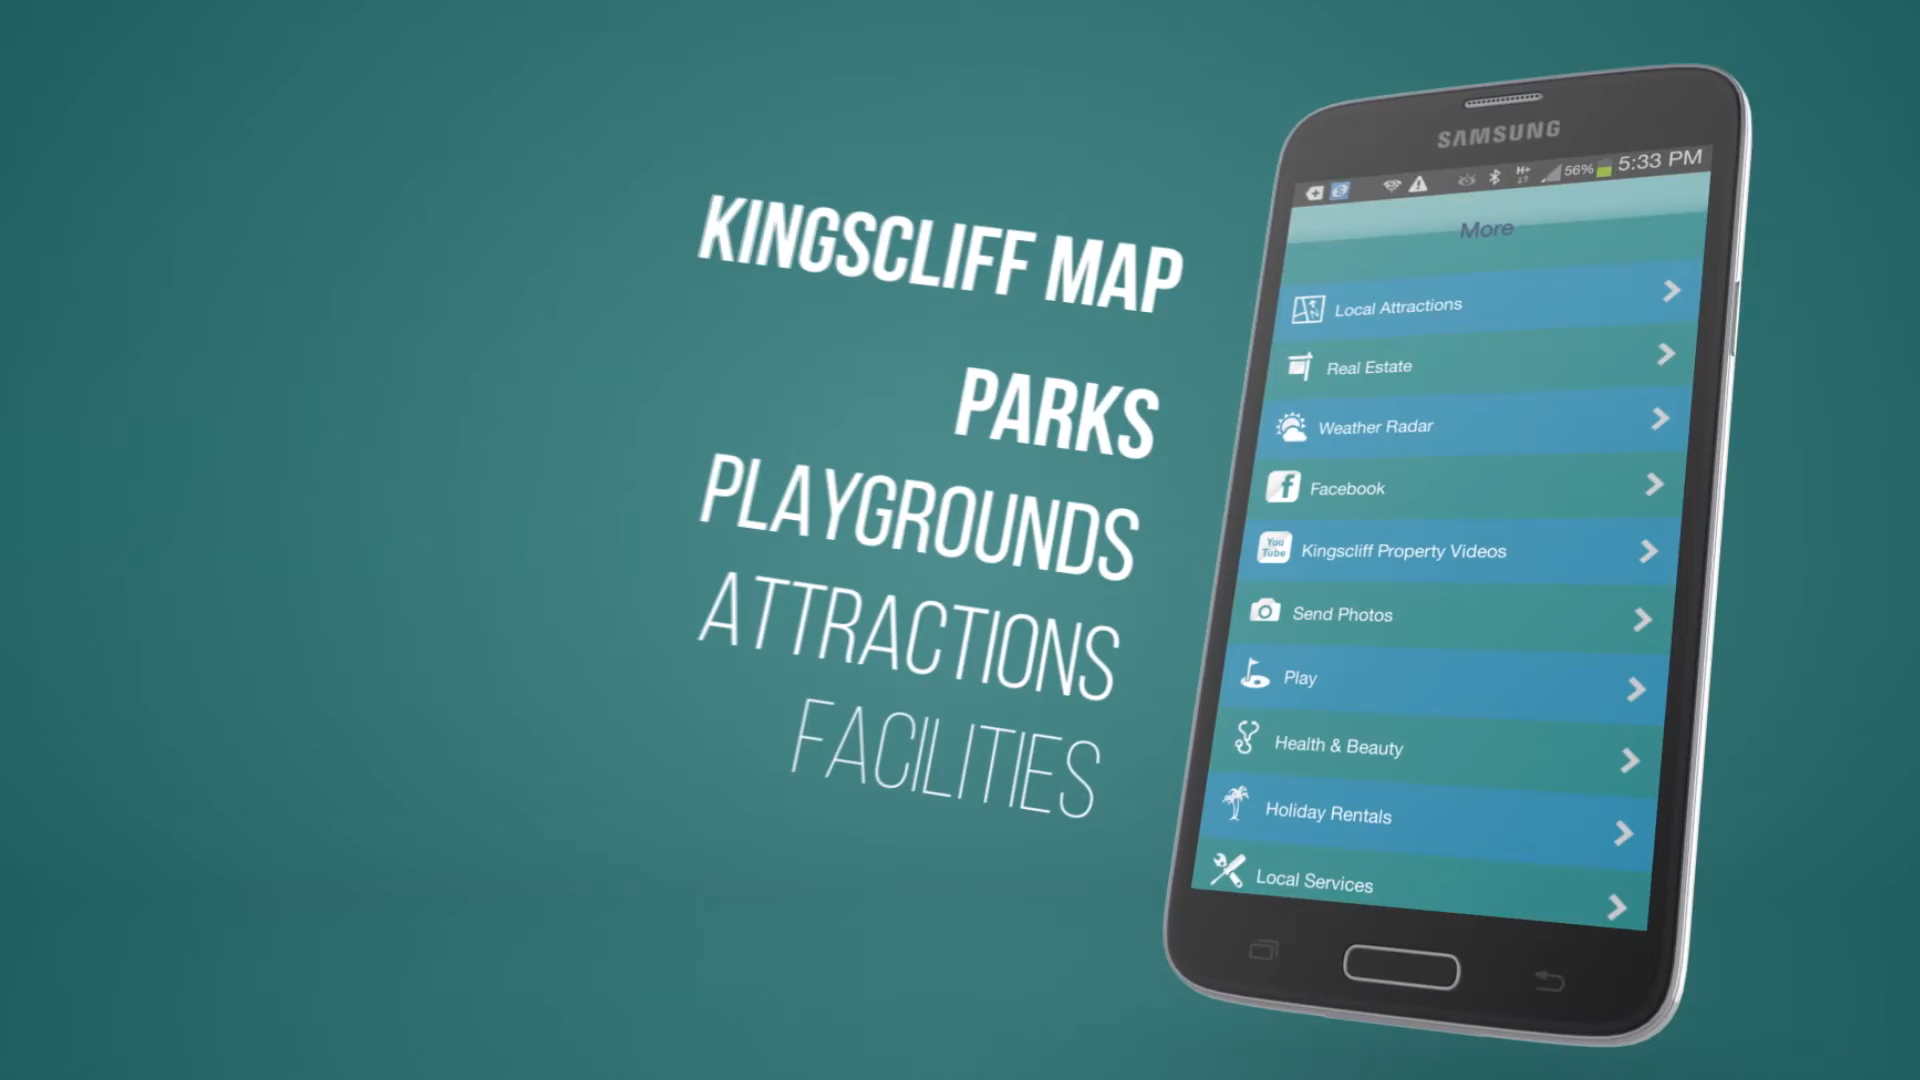 KINGSCLIFF MAP
PARKS
PLAYGROUNDS
ATTRACTIONS
FACILITIES
SAMSUNG
H+ 56% 5:33 PM
More
Local Attractions
Real Estate
Weather Radar
Facebook
You Tube Kingscliff Property Videos
Send Photos
Play
Health & Beauty
Holiday Rentals
Local Services